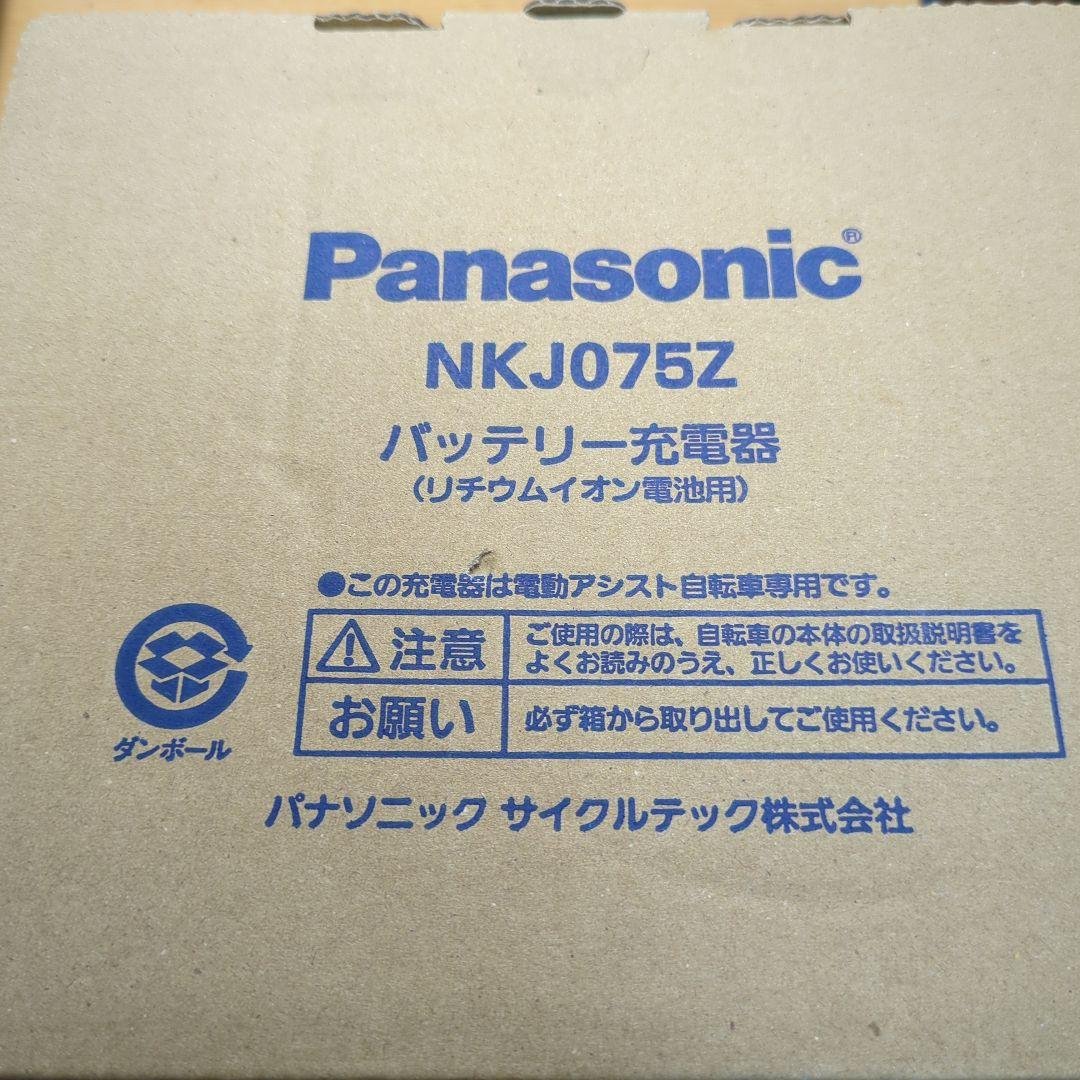 Panasonic®
NKJ075Z
バッテリー充電器
(リチウムイオン電池用)
●この充電器は電動アシスト自転車専用です。
注意
ご使用の際は、自転車の本体の取扱説明書を
よくお読みのうえ、正しくお使いください。
お願い
必ず箱から取り出してご使用ください。
ダンボール
パナソニック サイクルテック株式会社